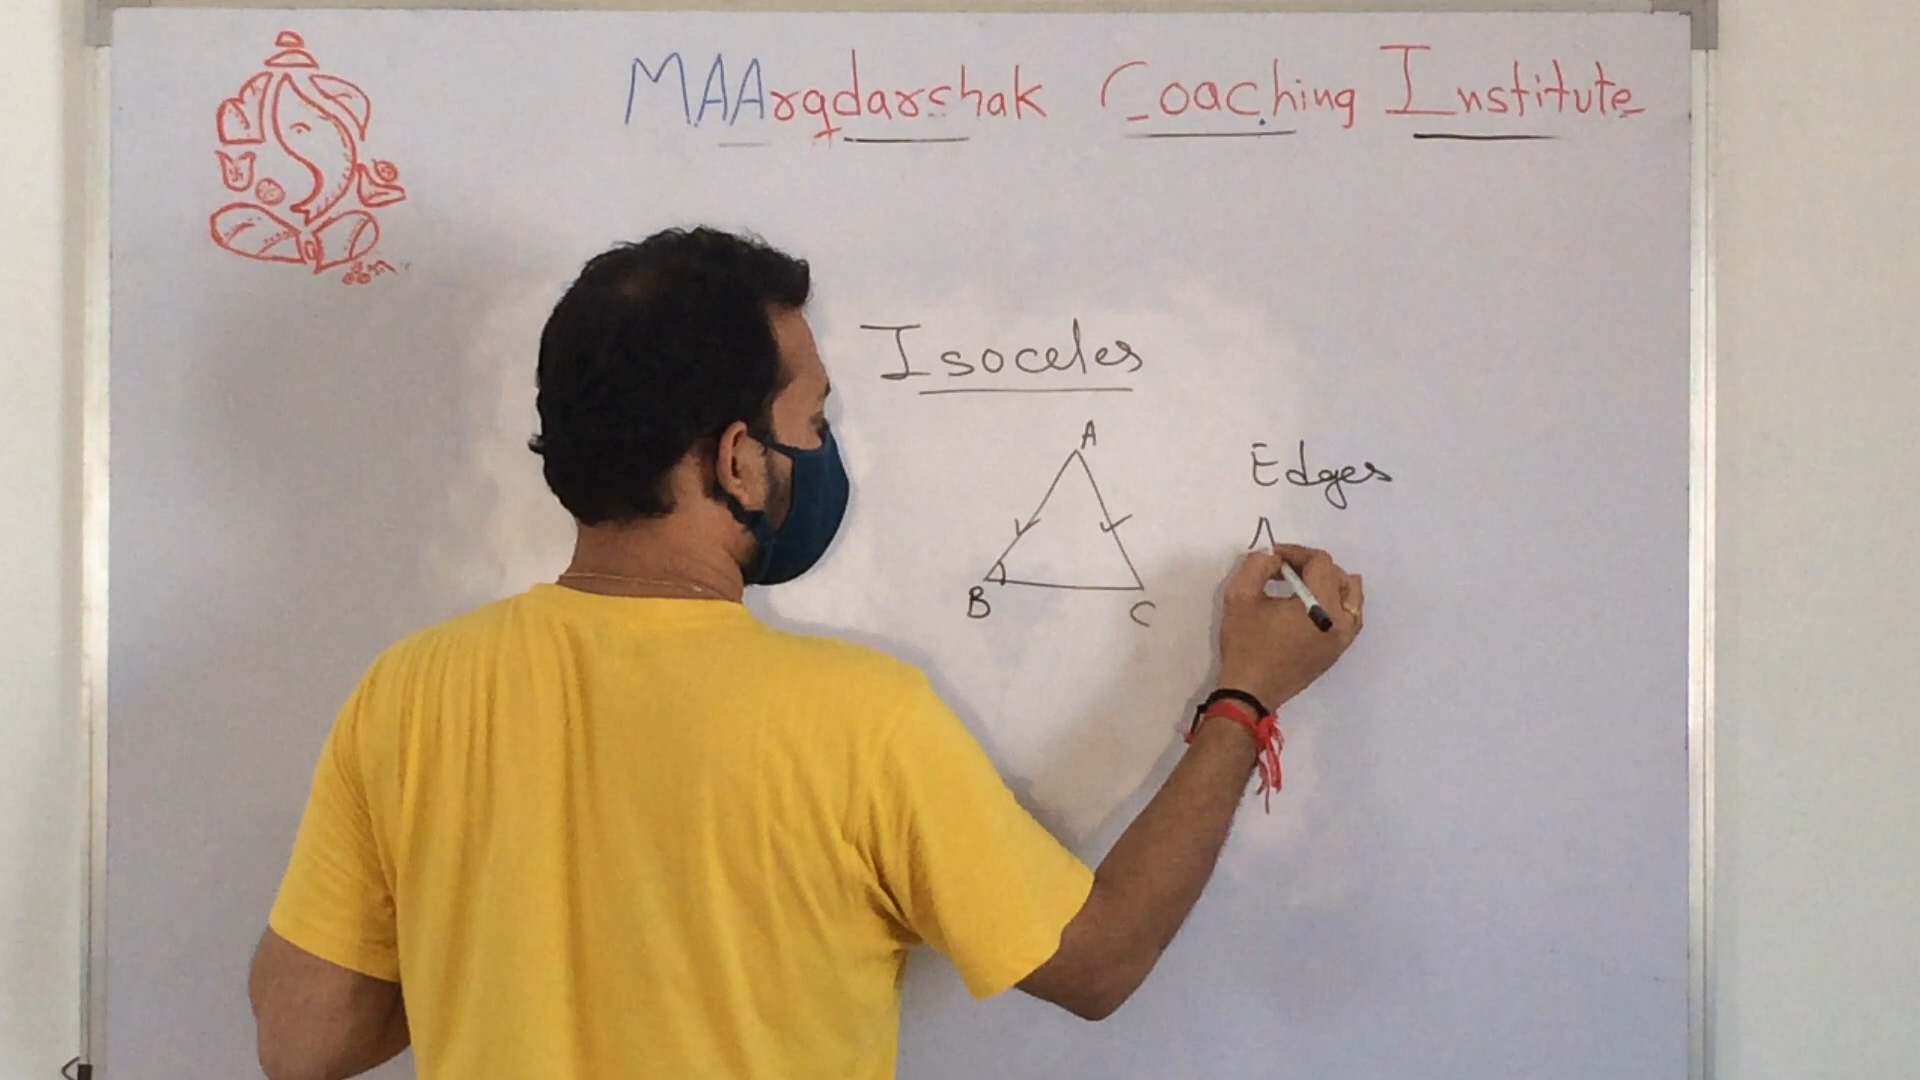 MAArgdarshak Coaching Institute
Isoceles
A
Edges
B
C